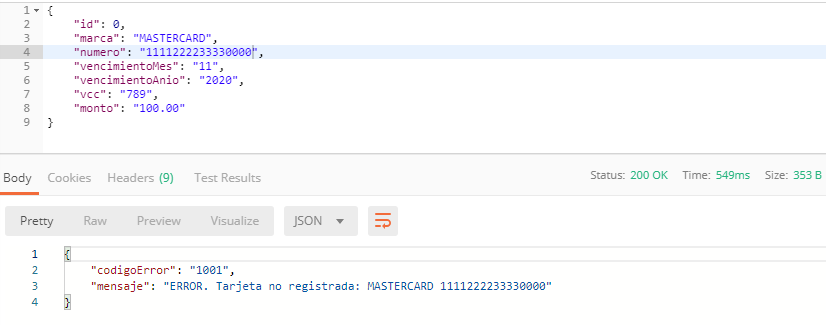 1 {
2 "id": 0,
3 "marca": "MASTERCARD",
4 "numero": "1111222233330000",
5 "vencimientoMes": "11",
6 "vencimientoAnio": "2020",
7 "vcc": "789",
8 "monto": "100.00"
9 }
Body Cookies Headers (9) Test Results Status: 200 OK Time: 549ms Size: 353 B
Pretty Raw Preview Visualize JSON
1 {
2 "codigoError": "1001",
3 "mensaje": "ERROR. Tarjeta no registrada: MASTERCARD 1111222233330000"
4 }